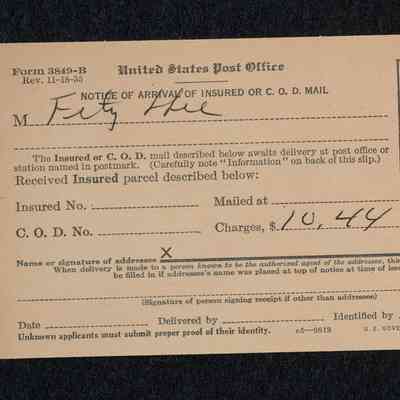 Form 3849-B
Rev. 11-18-35
United States Post Office
NOTICE OF ARRIVAL OF INSURED OR C. O. D. MAIL
M
The Insured or C. O. D. mail described below awaits delivery at post office or
station named in postmark. (Carefully note "Information" on back of this slip.)
Received Insured parcel described below:
Insured No. Mailed at
C. O. D. No. Charges, $ 10,44
X
Name or signature of addressee
When delivery is made to a person known to be the authorized agent of the addressee, this
be filled in if addressee's name was placed at top of notice at time of
(Signature of person signing receipt if other than addressee)
Date Delivered by Identified by
Unknown applicants must submit proper proof of their identity. c5—9819 U. S. GOVE